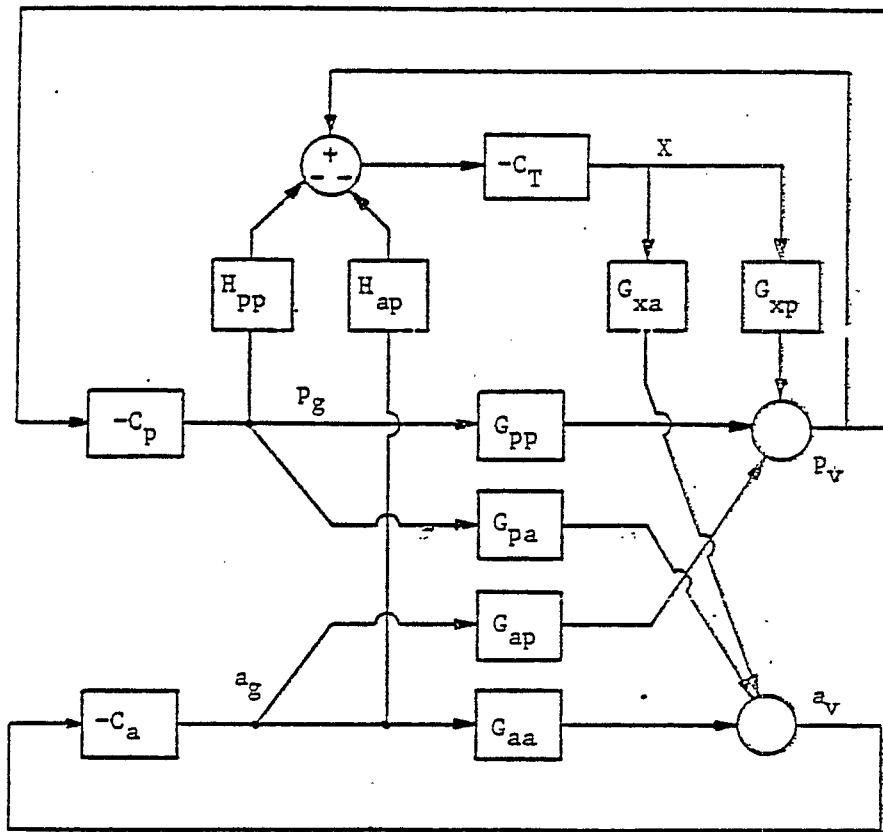 +
- -
-C_T
X
H_pp
H_ap
G_xa
G_xp
-C_p
P_g
G_pp
P_v
G_pa
G_ap
a_g
-C_a
G_aa
a_v